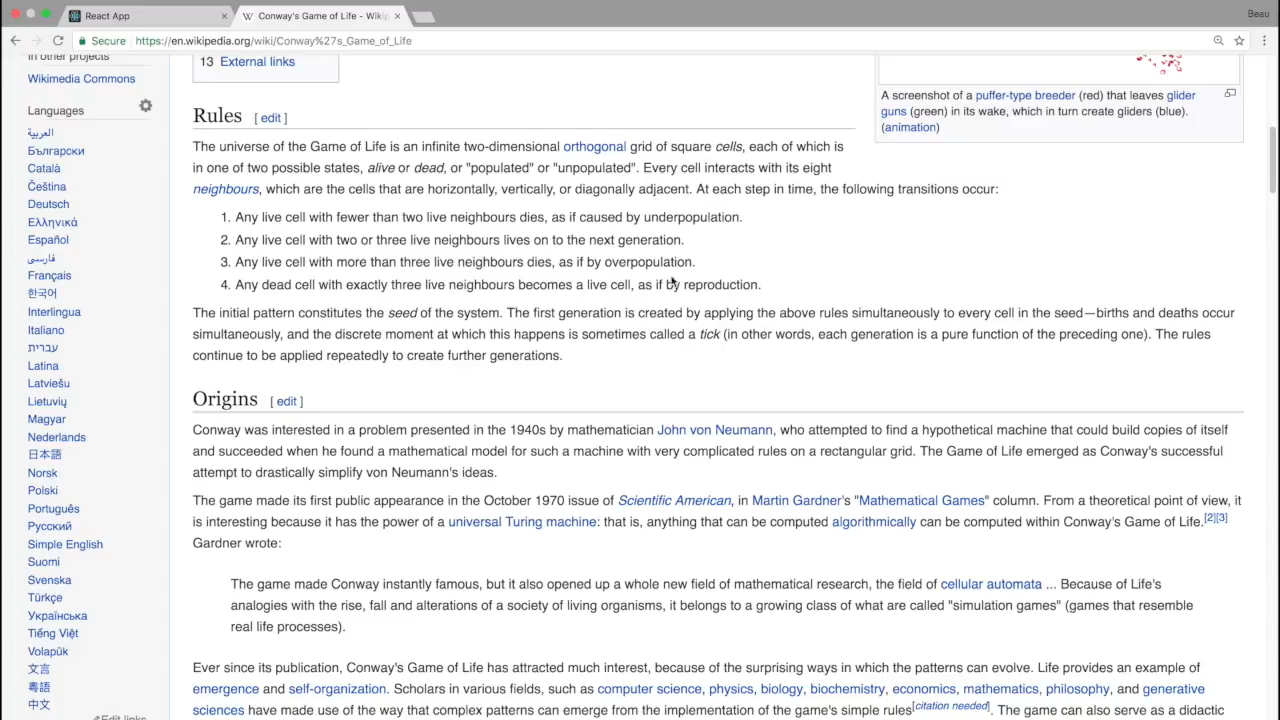 React App
Conway's Game of Life - Wikip
Beau
Secure
https://en.wikipedia.org/wiki/Conway%27s_Game_of_Life
In other projects
Wikimedia Commons
Languages
العربية
Български
Català
Čeština
Deutsch
Ελληνικά
Español
فارسی
Français
한국어
Interlingua
Italiano
עברית
Latina
Latviešu
Lietuvių
Magyar
Nederlands
日本語
Norsk
Polski
Português
Русский
Simple English
Suomi
Svenska
Türkçe
Українська
Tiếng Việt
Volapük
文言
粵語
中文
Edit links
13 External links
A screenshot of a puffer-type breeder (red) that leaves glider
guns (green) in its wake, which in turn create gliders (blue).
(animation)
Rules [ edit ]
The universe of the Game of Life is an infinite two-dimensional orthogonal grid of square cells, each of which is
in one of two possible states, alive or dead, or "populated" or "unpopulated". Every cell interacts with its eight
neighbours, which are the cells that are horizontally, vertically, or diagonally adjacent. At each step in time, the following transitions occur:
1. Any live cell with fewer than two live neighbours dies, as if caused by underpopulation.
2. Any live cell with two or three live neighbours lives on to the next generation.
3. Any live cell with more than three live neighbours dies, as if by overpopulation.
4. Any dead cell with exactly three live neighbours becomes a live cell, as if by reproduction.
The initial pattern constitutes the seed of the system. The first generation is created by applying the above rules simultaneously to every cell in the seed—births and deaths occur
simultaneously, and the discrete moment at which this happens is sometimes called a tick (in other words, each generation is a pure function of the preceding one). The rules
continue to be applied repeatedly to create further generations.
Origins [ edit ]
Conway was interested in a problem presented in the 1940s by mathematician John von Neumann, who attempted to find a hypothetical machine that could build copies of itself
and succeeded when he found a mathematical model for such a machine with very complicated rules on a rectangular grid. The Game of Life emerged as Conway's successful
attempt to drastically simplify von Neumann's ideas.
The game made its first public appearance in the October 1970 issue of Scientific American, in Martin Gardner's "Mathematical Games" column. From a theoretical point of view, it
is interesting because it has the power of a universal Turing machine: that is, anything that can be computed algorithmically can be computed within Conway's Game of Life.[2][3]
Gardner wrote:
The game made Conway instantly famous, but it also opened up a whole new field of mathematical research, the field of cellular automata ... Because of Life's
analogies with the rise, fall and alterations of a society of living organisms, it belongs to a growing class of what are called "simulation games" (games that resemble
real life processes).
Ever since its publication, Conway's Game of Life has attracted much interest, because of the surprising ways in which the patterns can evolve. Life provides an example of
emergence and self-organization. Scholars in various fields, such as computer science, physics, biology, biochemistry, economics, mathematics, philosophy, and generative
sciences have made use of the way that complex patterns can emerge from the implementation of the game's simple rules[citation needed]. The game can also serve as a didactic